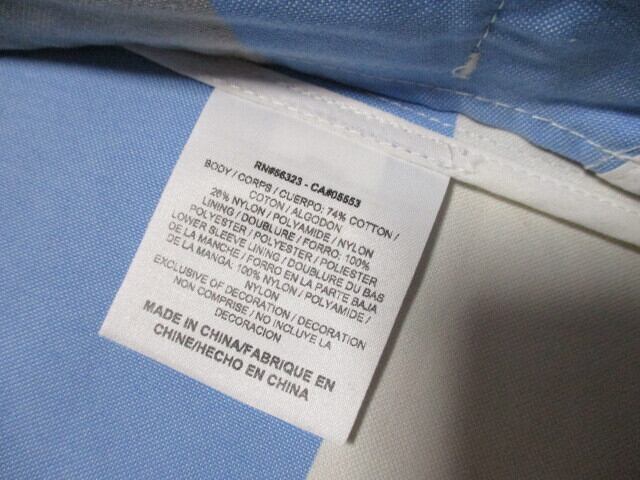 RN#56323 - CA#05553
BODY / CORPS / CUERPO: 74% COTTON /
COTON / ALGODON
26% NYLON / POLYAMIDE / NYLON
LINING / DOUBLURE / FORRO: 100%
POLYESTER / POLYESTER / POLIESTER
LOWER SLEEVE LINING / DOUBLURE DU BAS
DE LA MANCHE / FORRO EN LA PARTE BAJA
DE LA MANGA: 100% NYLON / POLYAMIDE /
NYLON
EXCLUSIVE OF DECORATION / DECORATION
NON COMPRISE / NO INCLUYE LA
DECORACION
MADE IN CHINA/FABRIQUE EN
CHINE/HECHO EN CHINA